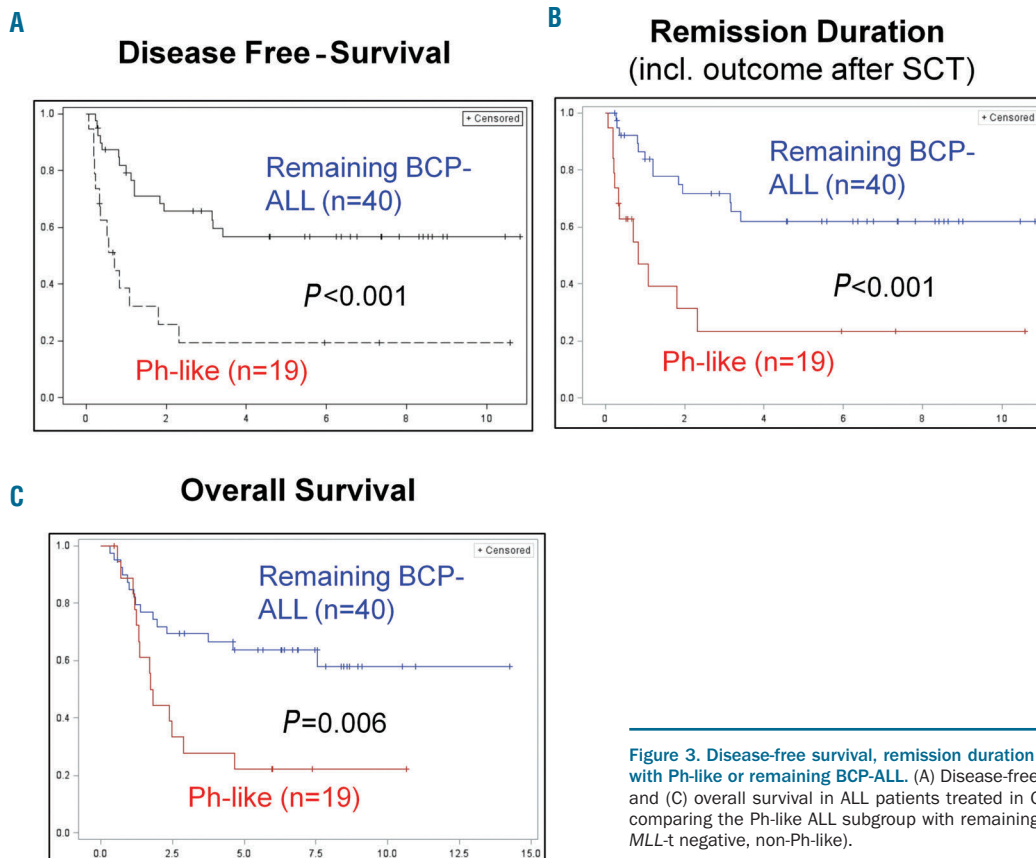 A
Disease Free-Survival
+ Censored
1.0
0.8
0.6
0.4
0.2
0.0
Remaining BCP-
ALL (n=40)
P<0.001
Ph-like (n=19)
0 2 4 6 8 10
B
Remission Duration
(incl. outcome after SCT)
+ Censored
1.0
0.8
0.6
0.4
0.2
0.0
Remaining BCP-
ALL (n=40)
P<0.001
Ph-like (n=19)
0 2 4 6 8 10
C
Overall Survival
+ Censored
1.0
0.8
0.6
0.4
0.2
0.0
Remaining BCP-
ALL (n=40)
P=0.006
Ph-like (n=19)
0.0 2.5 5.0 7.5 10.0 12.5 15.0
Figure 3. Disease-free survival, remission duration
with Ph-like or remaining BCP-ALL. (A) Disease-free
and (C) overall survival in ALL patients treated in
comparing the Ph-like ALL subgroup with remaining
MLL-t negative, non-Ph-like).